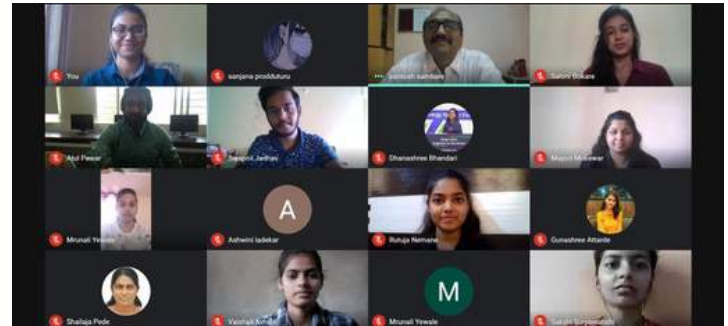 You
sanjana prodduturu
santosh sambare
Saloni Bokare
Atul Pawar
Swapnil Jadhav
Dhanashree Bhandari
Mrunali Yewale
A
Ashwini ladekar
Rutuja Nemane
Gunashree Attarde
Shailaja Pede
M
Mrunali Yewale